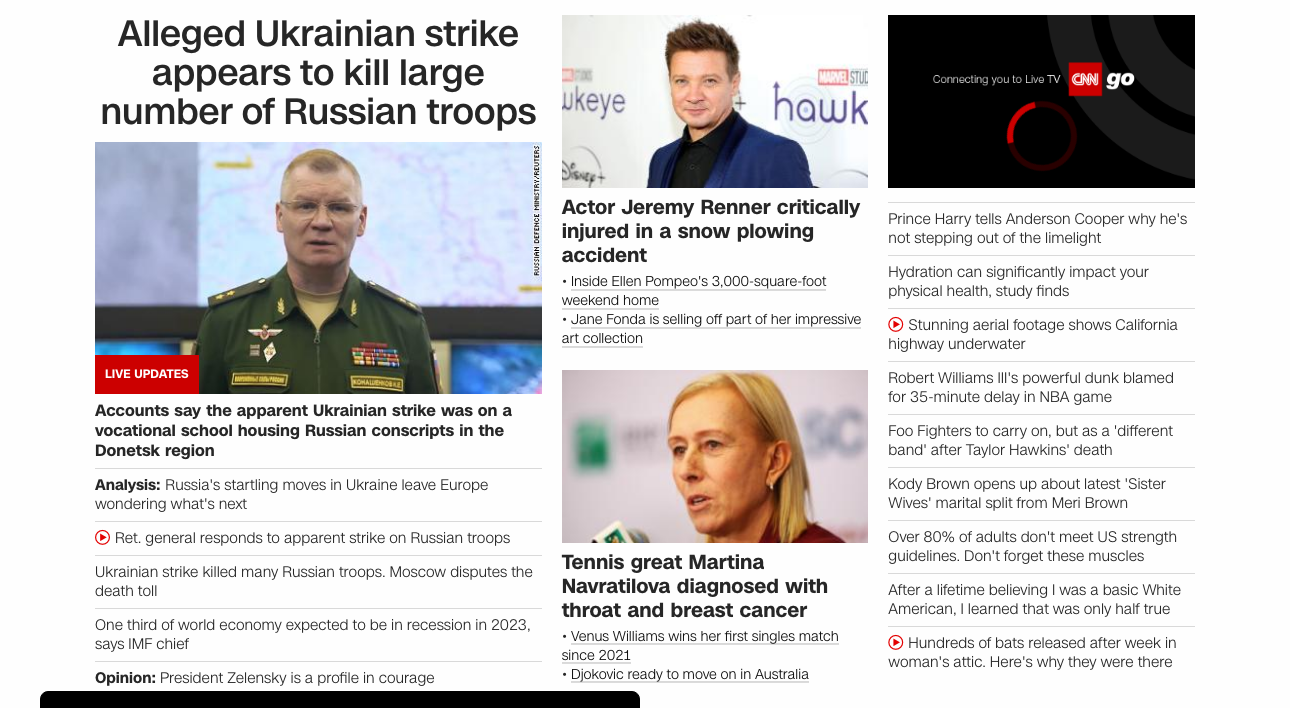 Alleged Ukrainian strike
appears to kill large
number of Russian troops
RUSSIAN DEFENCE MINISTRY/REUTERS
LIVE UPDATES
Accounts say the apparent Ukrainian strike was on a
vocational school housing Russian conscripts in the
Donetsk region
Analysis: Russia's startling moves in Ukraine leave Europe
wondering what's next
Ret. general responds to apparent strike on Russian troops
Ukrainian strike killed many Russian troops. Moscow disputes the
death toll
One third of world economy expected to be in recession in 2023,
says IMF chief
Opinion: President Zelensky is a profile in courage
MARVEL STUD
wkeye
hawk
Disney+
Actor Jeremy Renner critically
injured in a snow plowing
accident
• Inside Ellen Pompeo's 3,000-square-foot
weekend home
• Jane Fonda is selling off part of her impressive
art collection
Tennis great Martina
Navratilova diagnosed with
throat and breast cancer
• Venus Williams wins her first singles match
since 2021
• Djokovic ready to move on in Australia
Connecting you to Live TV CNN go
Prince Harry tells Anderson Cooper why he's
not stepping out of the limelight
Hydration can significantly impact your
physical health, study finds
Stunning aerial footage shows California
highway underwater
Robert Williams III's powerful dunk blamed
for 35-minute delay in NBA game
Foo Fighters to carry on, but as a 'different
band' after Taylor Hawkins' death
Kody Brown opens up about latest 'Sister
Wives' marital split from Meri Brown
Over 80% of adults don't meet US strength
guidelines. Don't forget these muscles
After a lifetime believing I was a basic White
American, I learned that was only half true
Hundreds of bats released after week in
woman's attic. Here's why they were there